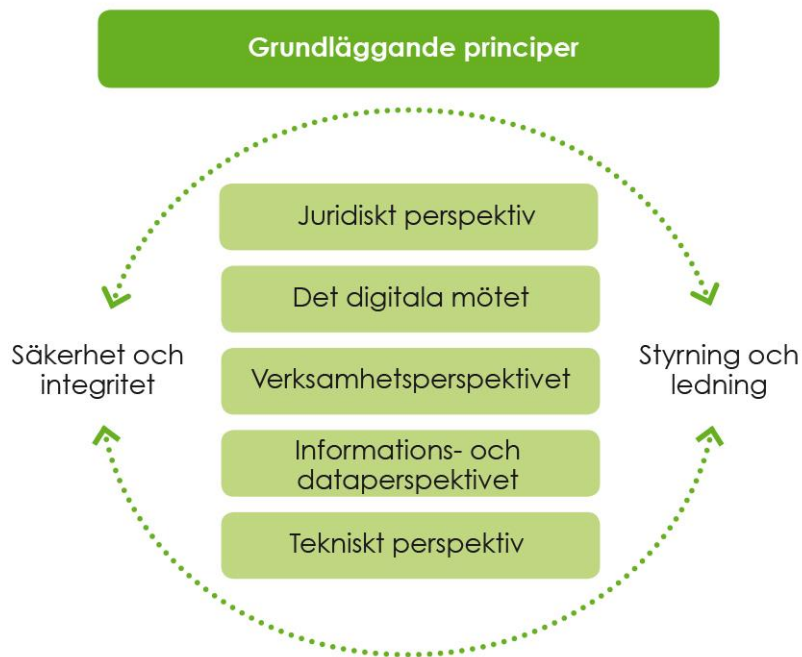 Grundläggande principer
Juridiskt perspektiv
Det digitala mötet
Säkerhet och
integritet
Verksamhetsperspektivet
Styrning och
ledning
Informations- och
dataperspektivet
Tekniskt perspektiv